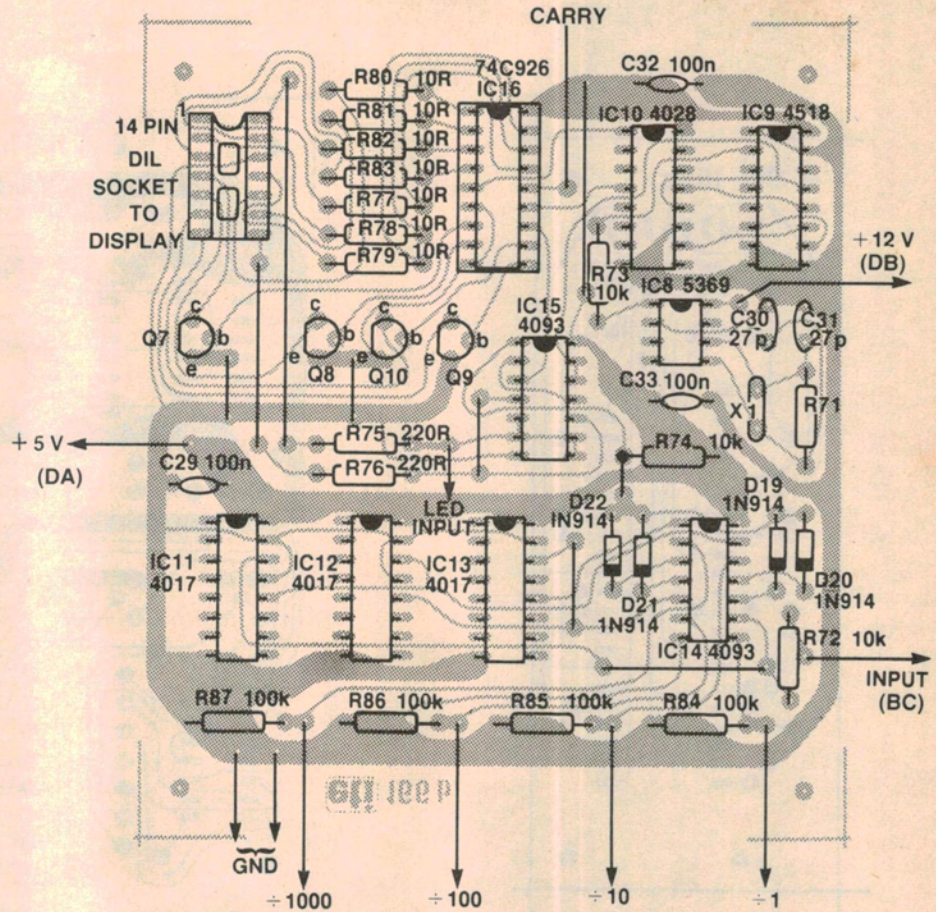 CARRY
C32 100n
74C926
IC16
IC10 4028
IC9 4518
R80 10R
R81 10R
R82 10R
R83 10R
R77 10R
R78 10R
R79 10R
1
14 PIN
DIL
SOCKET
TO
DISPLAY
+12 V
(DB)
R73
10k
IC8 5369
C30
27p
C31
27p
IC15
4093
Q7
c
b
e
c
b
e
Q8
c
b
e
Q10
c
b
Q9
C33 100n
X1
R71
+5 V
(DA)
R75 220R
R76 220R
R74 10k
C29 100n
LED
INPUT
D22
IN914
D19
1N914
IC11
4017
IC12
4017
IC13
4017
D21
1N914
D20
1N914
IC14 4093
R72 10k
INPUT
(BC)
R87 100k
R86 100k
R85 100k
R84 100k
eti 166 b
GND
÷1000
÷100
÷10
÷1